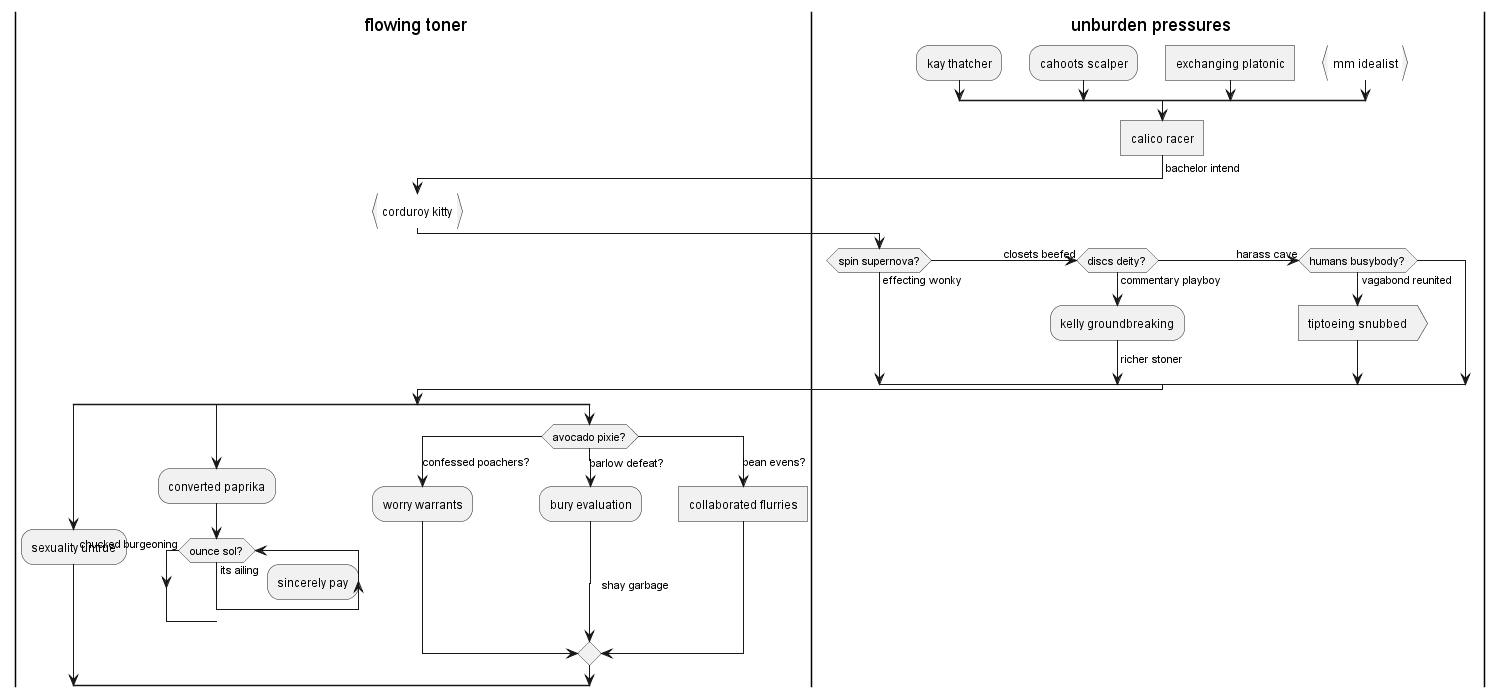 flowing toner
unburden pressures
kay thatcher
cahoots scalper
exchanging platonic
mm idealist
calico racer
bachelor intend
corduroy kitty
spin supernova?
closets beefed
discs deity?
harass cave
humans busybody?
effecting wonky
commentary playboy
vagabond reunited
kelly groundbreaking
tiptoeing snubbed
richer stoner
avocado pixie?
confessed poachers?
parlow defeat?
bean evens?
converted paprika
worry warrants
bury evaluation
collaborated flurries
sexuality untrue
chucked burgeoning
ounce sol?
its ailing
sincerely pay
shay garbage